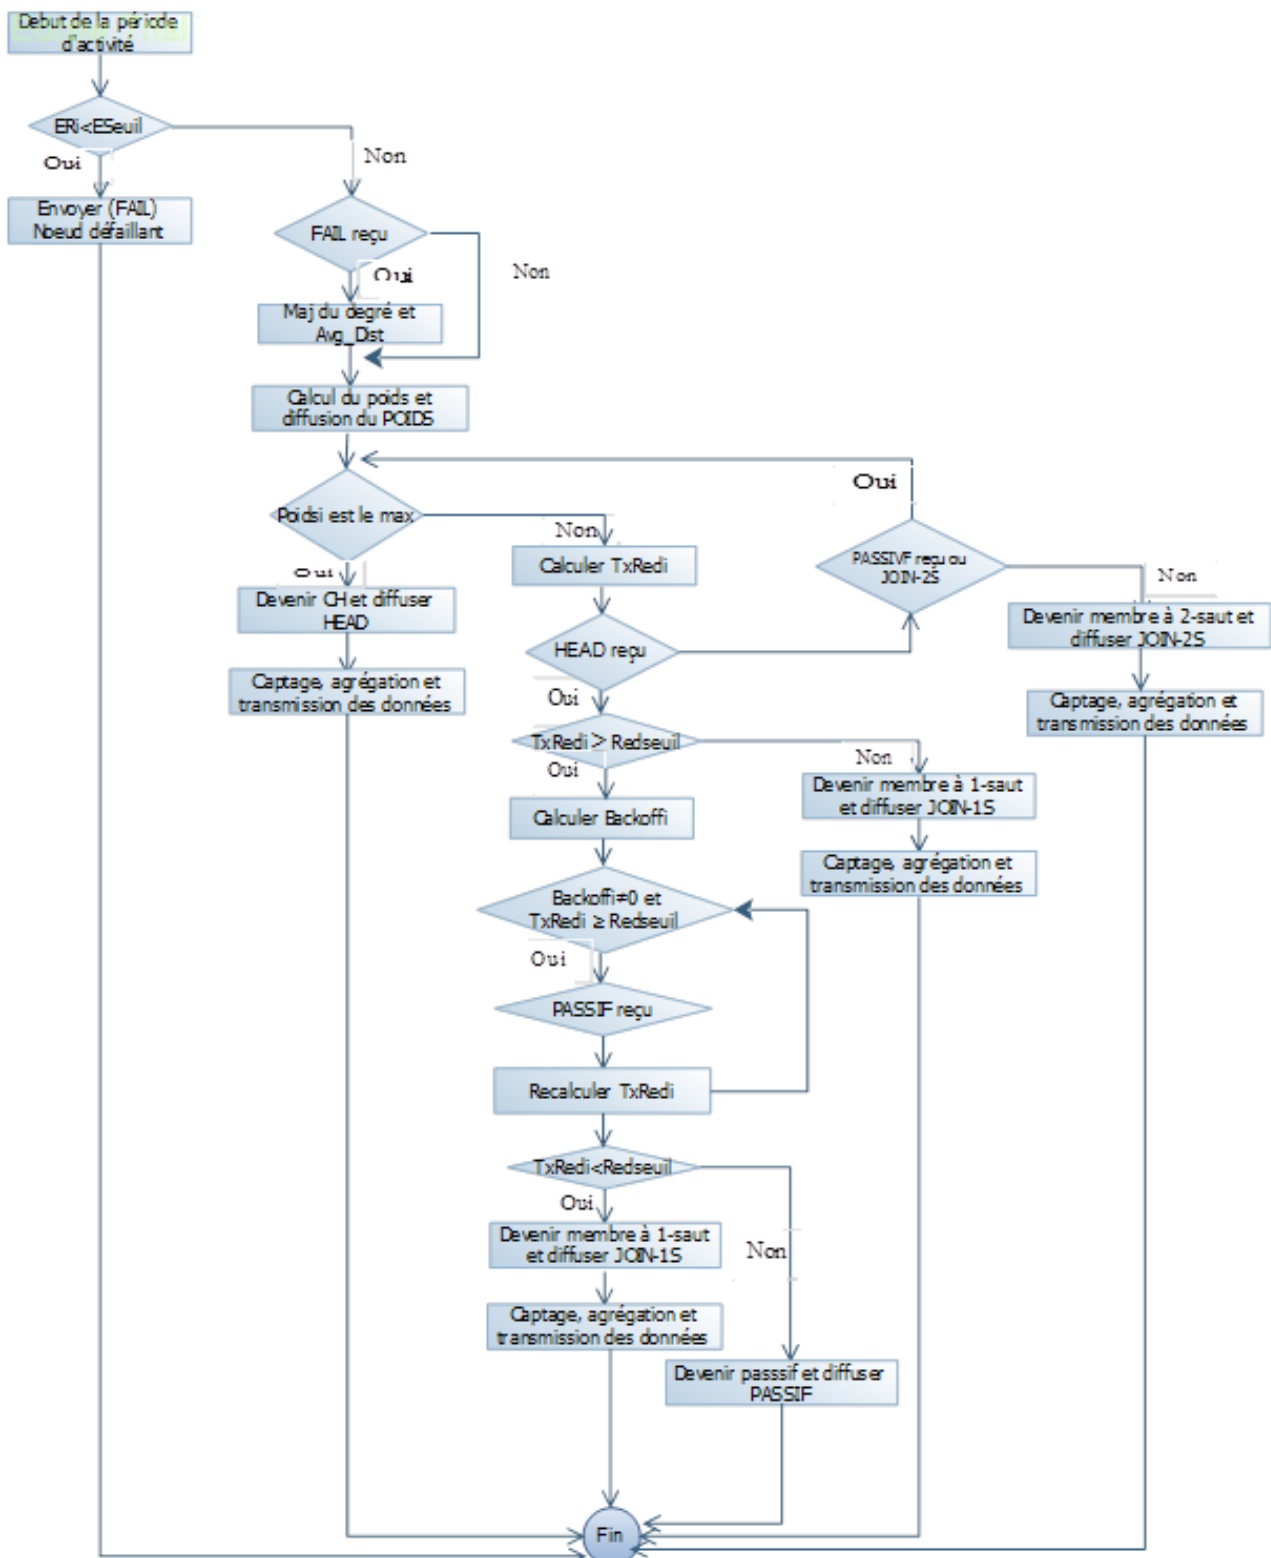 Debut de la période
d'activité
ERi<ESeuil
Oui
Non
Envoyer (FAIL)
Noeud défaillant
FAIL reçu
Oui
Non
Maj du degré et
Avg_Dist
Calcul du poids et
diffusion du POIDS
Oui
Poidsi est le max
Non
Calculer TxRedi
PASSIVF reçu ou
JOIN-2S
Non
Oui
Devenir CH et diffuser
HEAD
Devenir membre à 2-saut et
diffuser JOIN-2S
HEAD reçu
Captage, agrégation et
transmission des données
Oui
Captage, agrégation et
transmission des données
TxRedi > Redseuil
Non
Oui
Devenir membre à 1-saut
et diffuser JOIN-1S
Calculer Backoffi
Captage, agrégation et
transmission des données
Backoffi≠0 et
TxRedi ≥ Redseuil
Oui
PASSIF reçu
Recalculer TxRedi
TxRedi<Redseuil
Oui
Non
Devenir membre à 1-saut
et diffuser JOIN-1S
Captage, agrégation et
transmission des données
Devenir passsif et diffuser
PASSIF
Fin